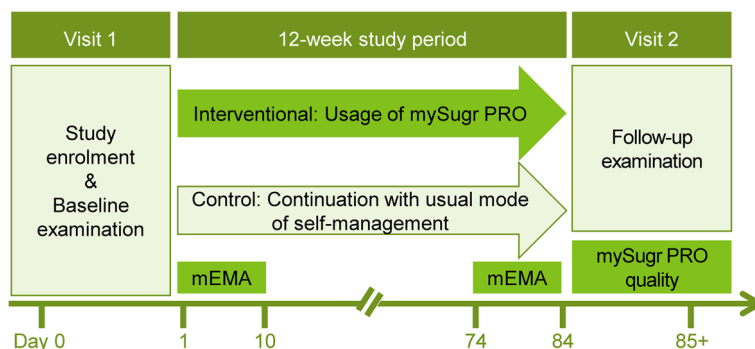 Visit 1
12-week study period
Visit 2
Study
enrolment
&
Baseline
examination
Interventional: Usage of mySugr PRO
Control: Continuation with usual mode
of self-management
Follow-up
examination
mEMA
mEMA
mySugr PRO
quality
Day 0
1
10
74
84
85+